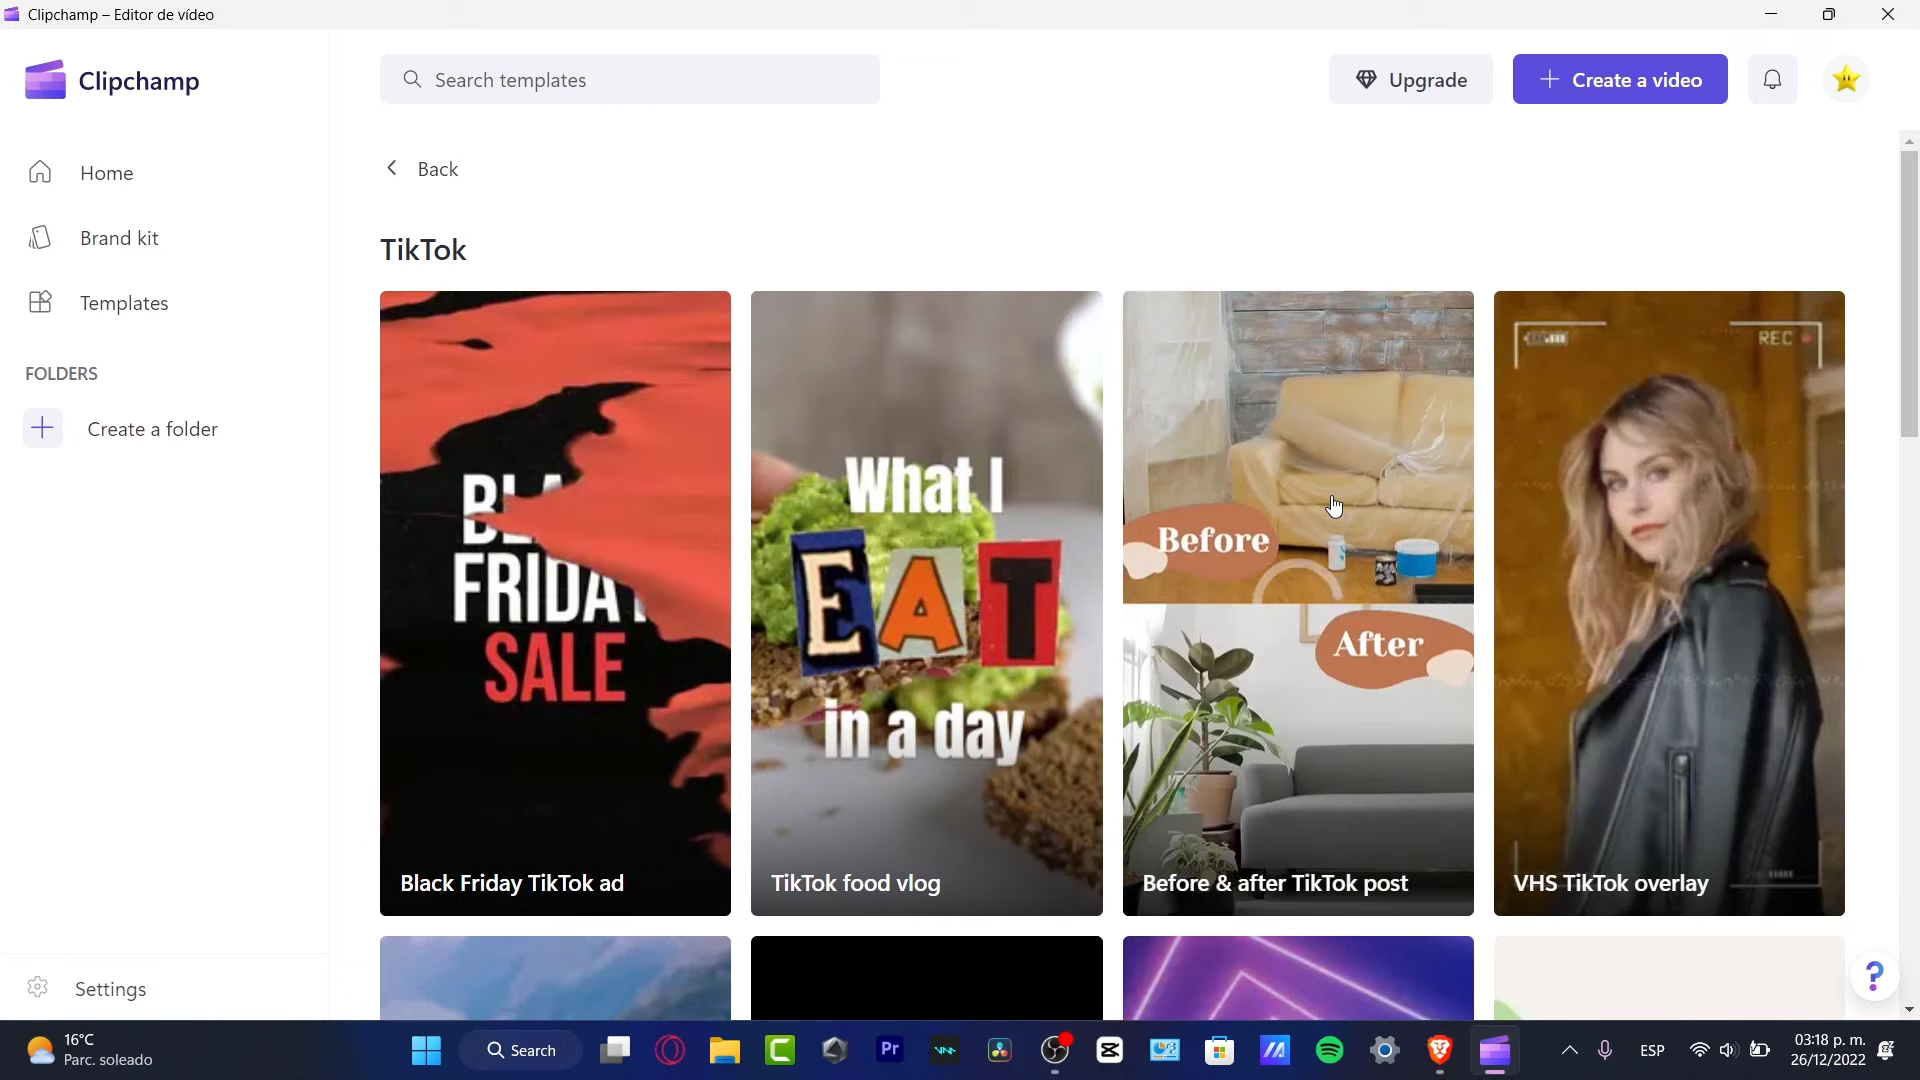 Clipchamp – Editor de vídeo
Clipchamp
Search templates
Upgrade
Create a video
Home
Brand kit
Templates
FOLDERS
Create a folder
Settings
Back
TikTok
FRIDA
SALE
Black Friday TikTok ad
What I
EAT
in a day
TikTok food vlog
Before
After
Before & after TikTok post
REC
VHS TikTok overlay
?
16°C
Parc. soleado
Search
Pr
ESP
03:18 p. m.
26/12/2022